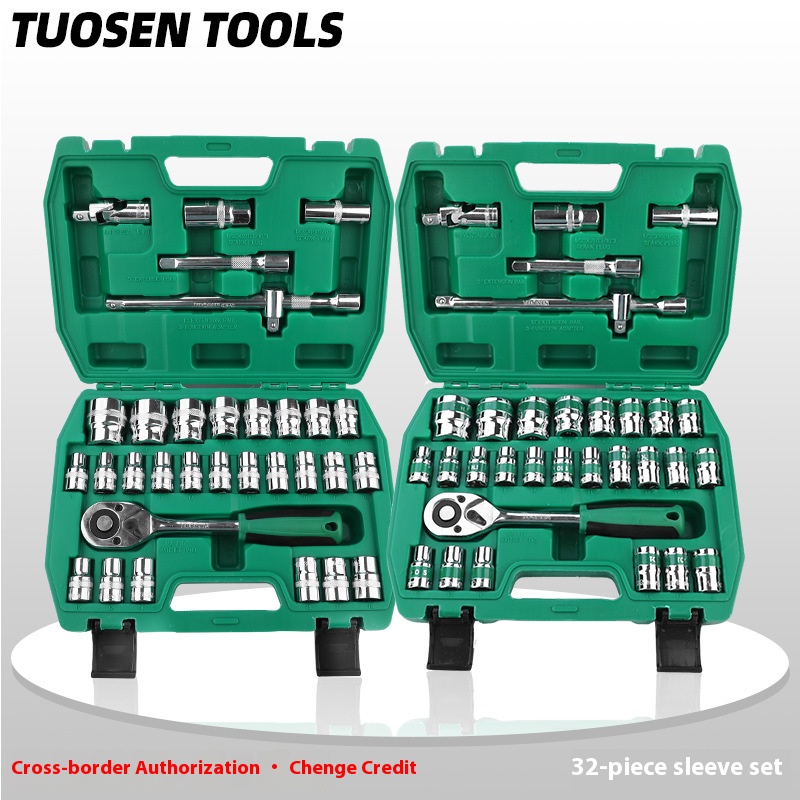 TUOSEN TOOLS
Cross-border Authorization • Chenge Credit
32-piece sleeve set